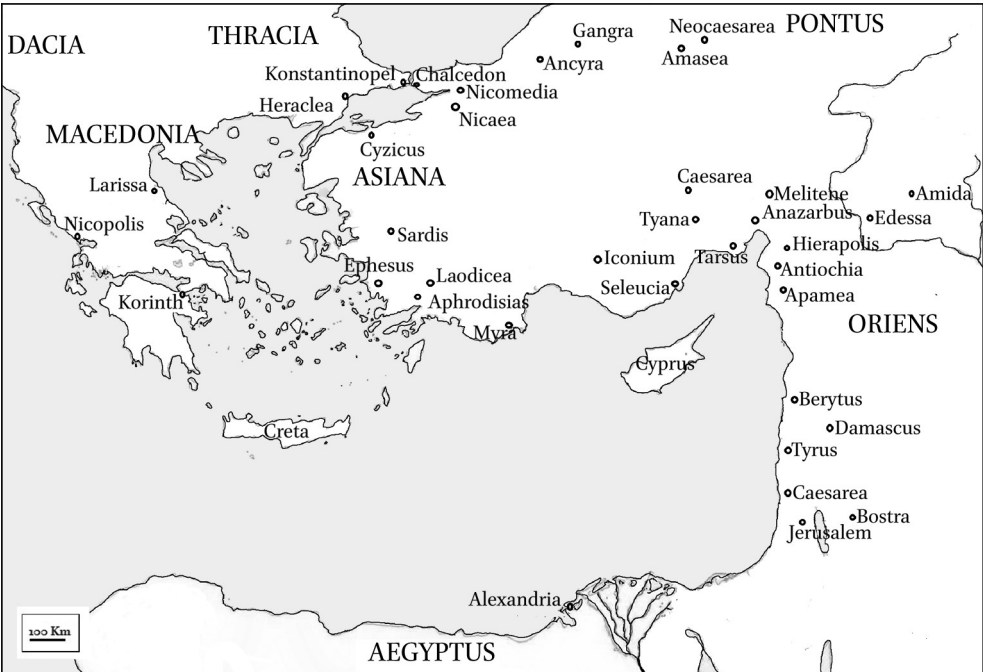 DACIA
THRACIA
Gangra
Neocaesarea
PONTUS
Amasea
Ancyra
Konstantinopel
Chalcedon
Nicomedia
Heraclea
Nicaea
MACEDONIA
Cyzicus
ASIANA
Larissa
Caesarea
Melitene
Amida
Nicopolis
Tyana
Anazarbus
Edessa
Sardis
Tarsus
Hierapolis
Iconium
Ephesus
Antiochia
Laodicea
Seleucia
Apamea
Korinth
Aphrodisias
Myra
ORIENS
Cyprus
Berytus
Creta
Damascus
Tyrus
Caesarea
Bostra
Jerusalem
Alexandria
100 Km
AEGYPTUS